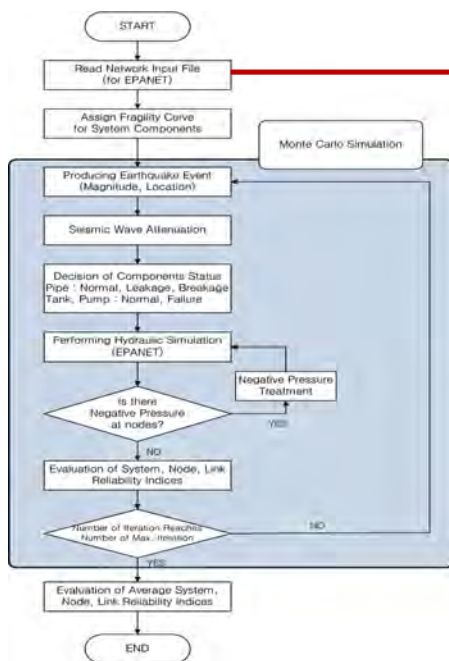 START
Read Network Input File
(for EPANET)
Assign Fragility Curve
for System Components
Monte Carlo Simulation
Producing Earthquake Event
(Magnitude, Location)
Seismic Wave Attenuation
Decision of Components Status
Pipe : Normal, Leakage, Breakage
Tank, Pump : Normal, Failure
Performing Hydraulic Simulation
(EPANET)
Negative Pressure
Treatment
Is there
Negative Pressure
at nodes?
YES
NO
Evaluation of System, Node, Link
Reliability Indices
Number of Iteration Reaches
Number of Max. Iteration
NO
YES
Evaluation of Average System,
Node, Link Reliability Indices
END